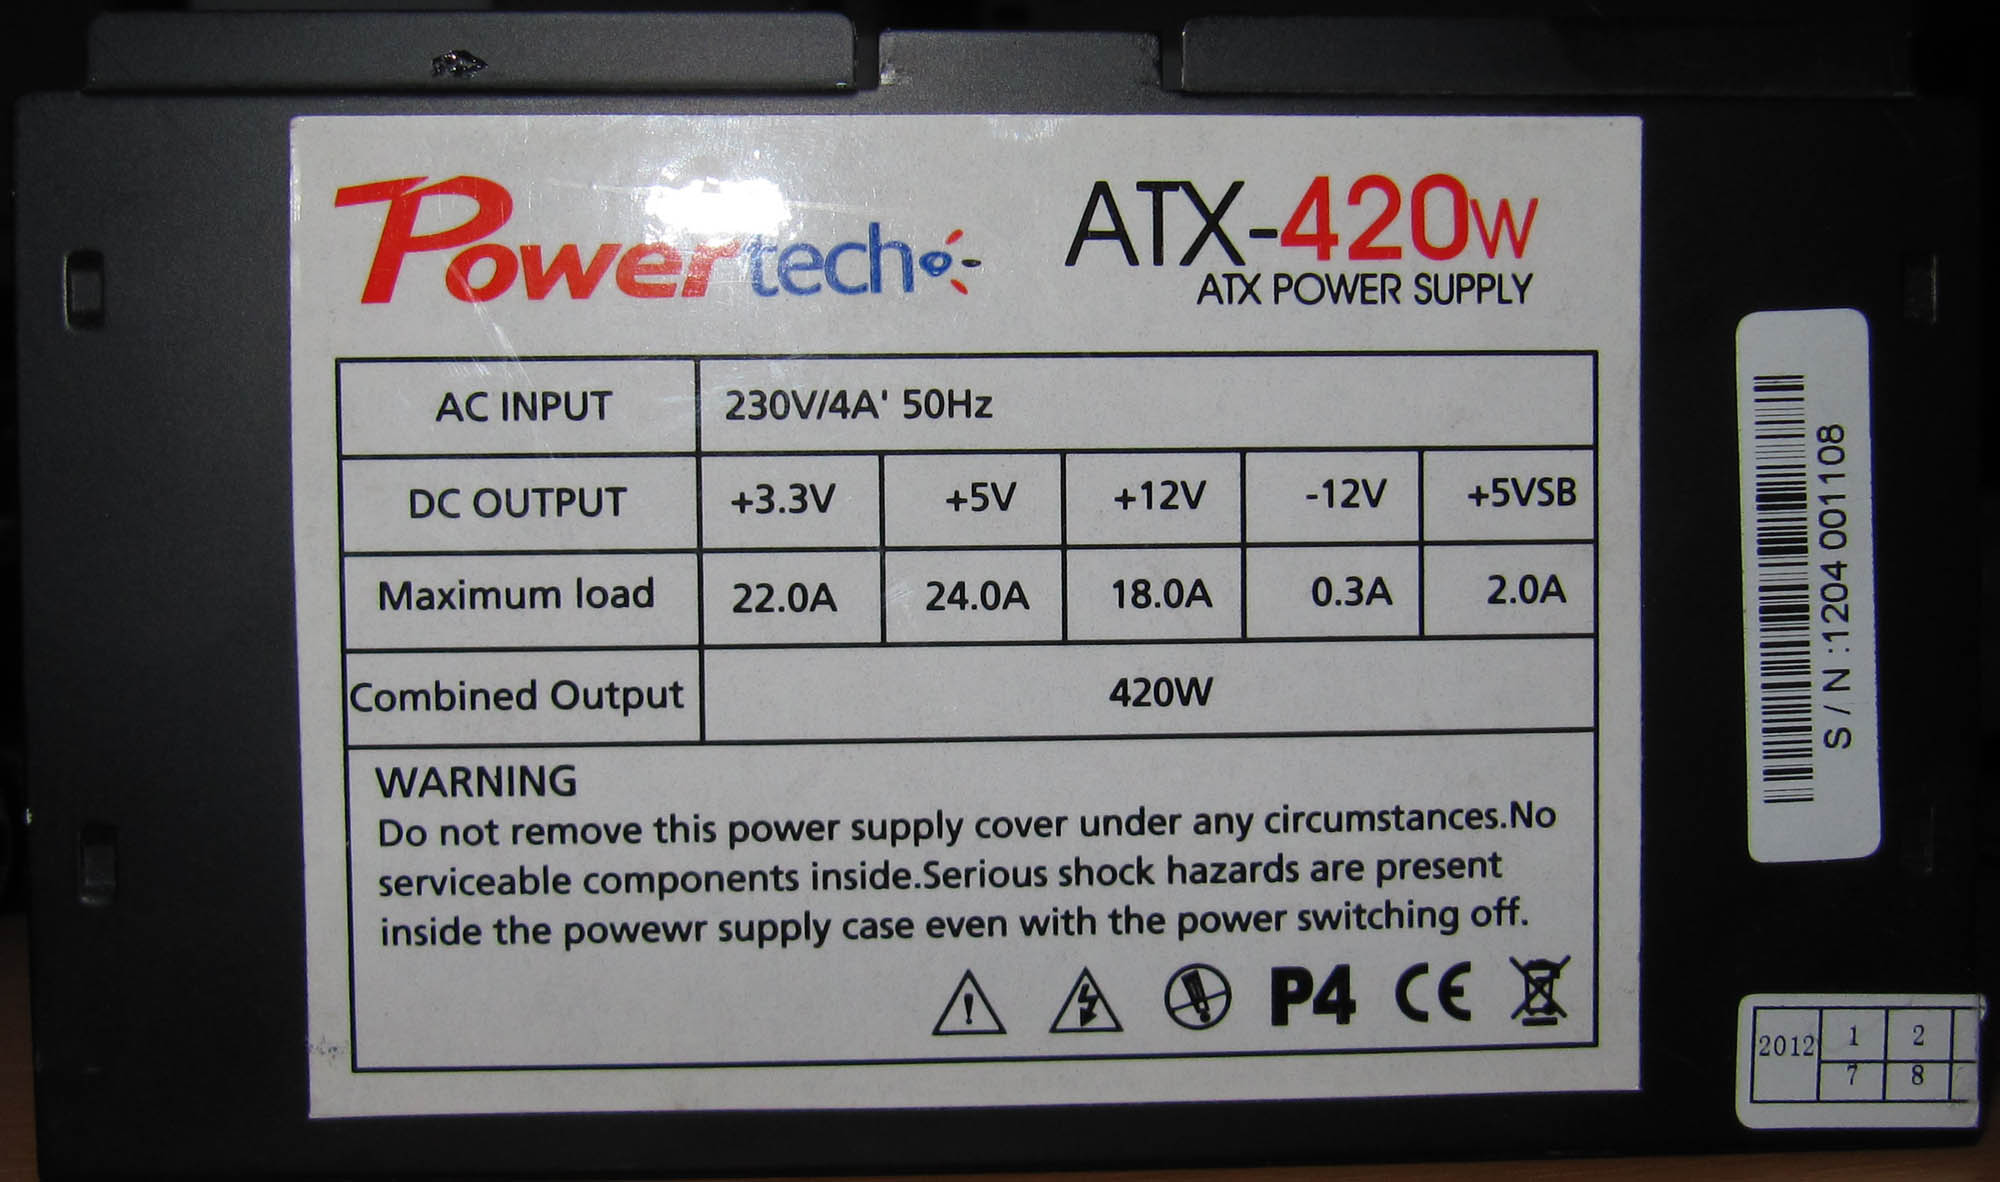 Powertech
ATX-420W
ATX POWER SUPPLY
AC INPUT 230V/4A' 50Hz
DC OUTPUT +3.3V +5V +12V -12V +5VSB
Maximum load 22.0A 24.0A 18.0A 0.3A 2.0A
Combined Output 420W
WARNING
Do not remove this power supply cover under any circumstances.No
serviceable components inside.Serious shock hazards are present
inside the powewr supply case even with the power switching off.
P4 CE
S/N:1204 001108
2012 1 2
7 8